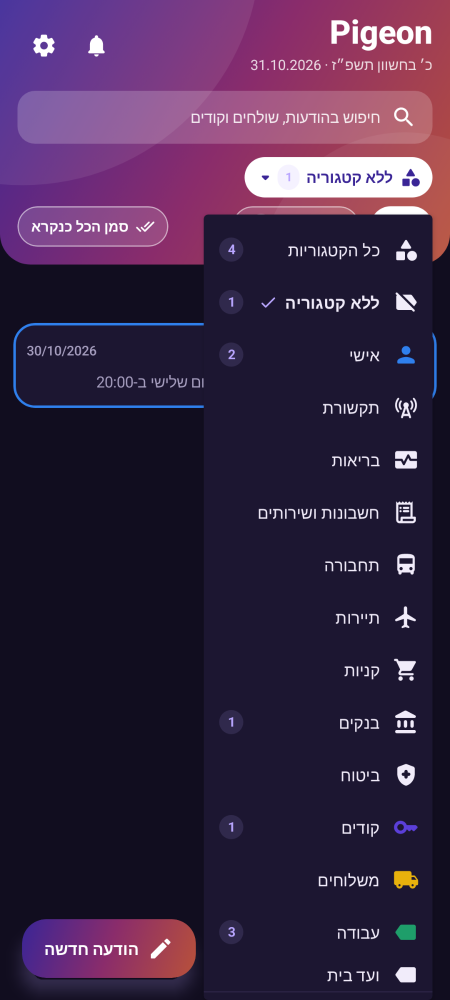 Pigeon
כ׳ בחשוון תשפ״ז · 31.10.2026
חיפוש בהודעות, שולחים וקודים
ללא קטגוריה 1
סמן הכל כנקרא
כל הקטגוריות 4
ללא קטגוריה 1
אישי 2
תקשורת
בריאות
חשבונות ושירותים
תחבורה
תיירות
קניות
בנקים 1
ביטוח
קודים 1
משלוחים
עבודה 3
ועד בית
30/10/2026
שלישי ב-20:00
הודעה חדשה